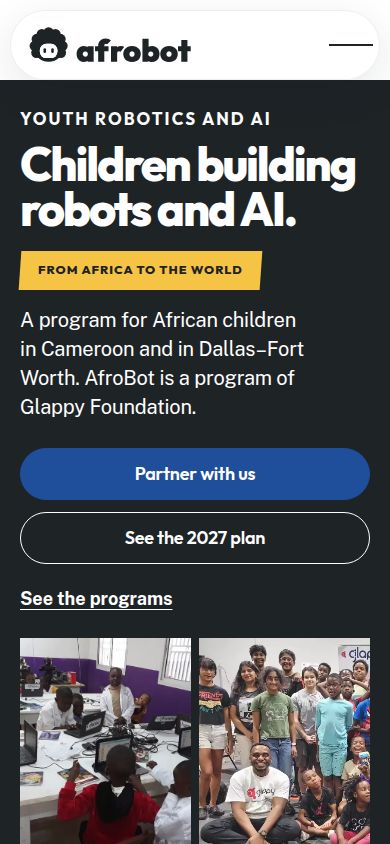 afrobot
YOUTH ROBOTICS AND AI
Children building
robots and AI.
FROM AFRICA TO THE WORLD
A program for African children
in Cameroon and in Dallas–Fort
Worth. AfroBot is a program of
Glappy Foundation.
Partner with us
See the 2027 plan
See the programs
glappy